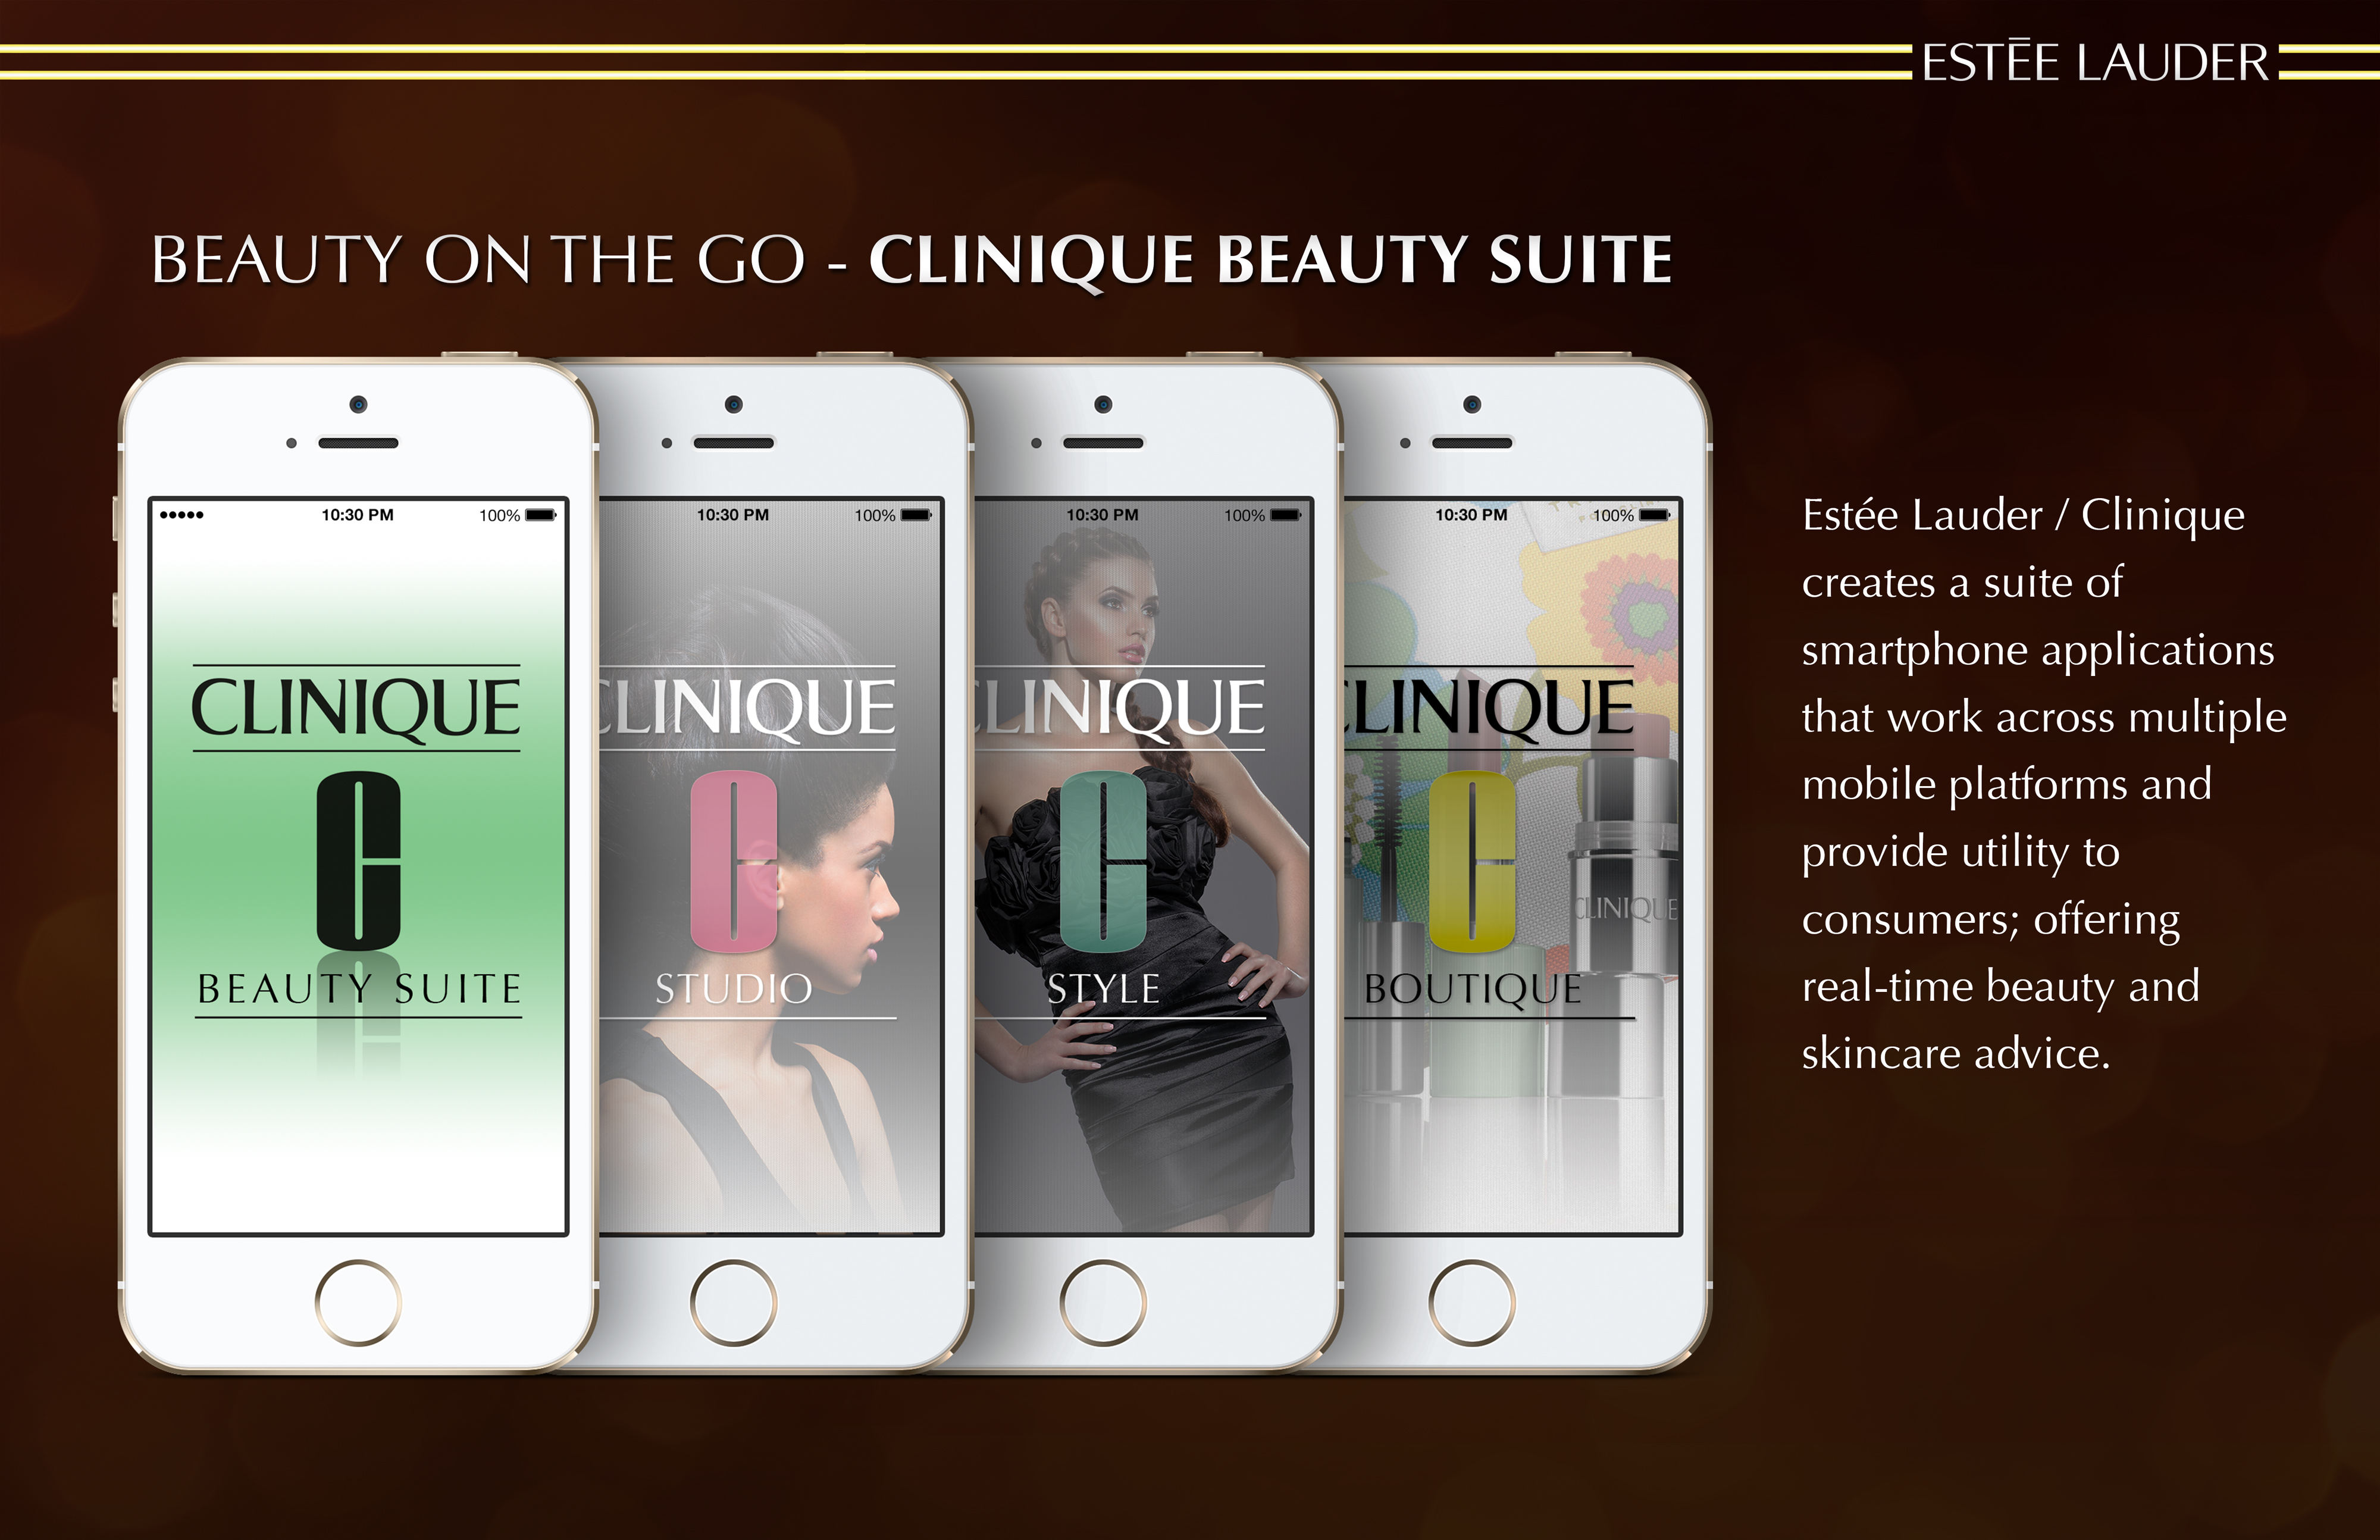 ESTĒE LAUDER
BEAUTY ON THE GO - CLINIQUE BEAUTY SUITE
10:30 PM 100%
CLINIQUE
C
BEAUTY SUITE
10:30 PM 100%
CLINIQUE
C
STUDIO
10:30 PM 100%
CLINIQUE
C
STYLE
10:30 PM 100%
CLINIQUE
C
CLINIQUE
BOUTIQUE
Estée Lauder / Clinique
creates a suite of
smartphone applications
that work across multiple
mobile platforms and
provide utility to
consumers; offering
real-time beauty and
skincare advice.